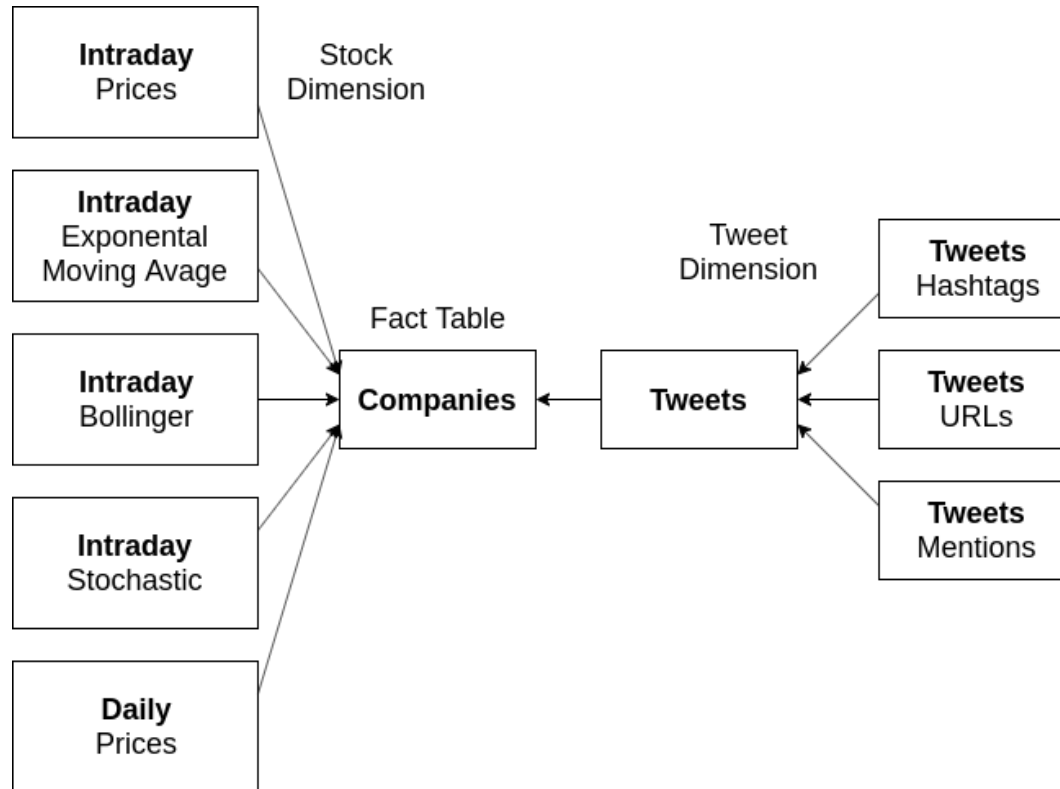 Intraday
Prices
Stock
Dimension
Intraday
Exponental
Moving Avage
Intraday
Bollinger
Intraday
Stochastic
Daily
Prices
Fact Table
Companies
Tweets
Tweet
Dimension
Tweets
Hashtags
Tweets
URLs
Tweets
Mentions